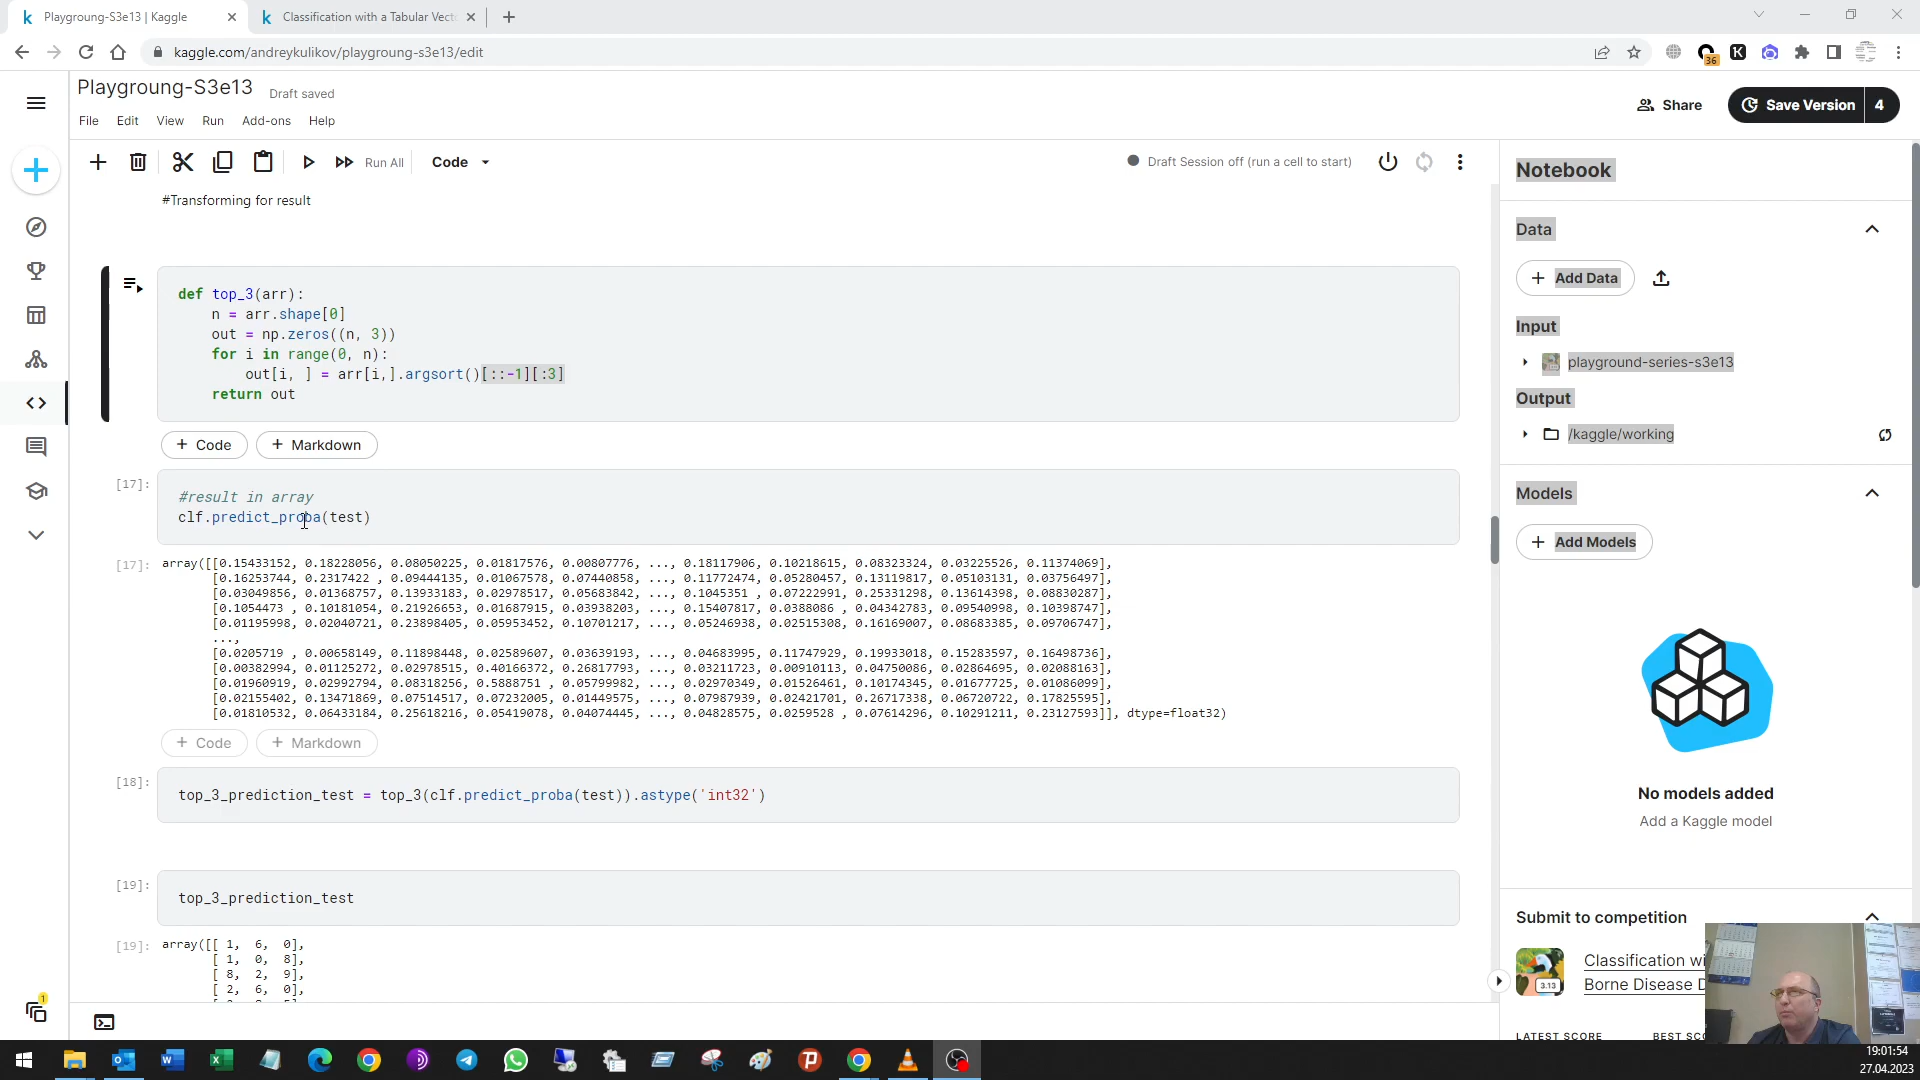 Playgroung-S3e13 | Kaggle
Classification with a Tabular Vect
kaggle.com/andreykulikov/playgroung-s3e13/edit
36
Playgroung-S3e13
Draft saved
File Edit View Run Add-ons Help
Share
Save Version 4
Run All
Code
Draft Session off (run a cell to start)
#Transforming for result
def top_3(arr):
n = arr.shape[0]
out = np.zeros((n, 3))
for i in range(0, n):
out[i, ] = arr[i,].argsort()[::-1][:3]
return out
+ Code + Markdown
[17]:
#result in array
clf.predict_proba(test)
[17]:
array([[0.15433152, 0.18228056, 0.08050225, 0.01817576, 0.00807776, ..., 0.18117906, 0.10218615, 0.08323324, 0.03225526, 0.11374069],
[0.16253744, 0.2317422 , 0.09444135, 0.01067578, 0.07440858, ..., 0.11772474, 0.05280457, 0.13119817, 0.05103131, 0.03756497],
[0.03049856, 0.01368757, 0.13933183, 0.02978517, 0.05683842, ..., 0.1045351 , 0.07222991, 0.25331298, 0.13614398, 0.08830287],
[0.1054473 , 0.10181054, 0.21926653, 0.01687915, 0.03938203, ..., 0.15407817, 0.0388086 , 0.04342783, 0.09540998, 0.10398747],
[0.01195998, 0.02040721, 0.23898405, 0.05953452, 0.10701217, ..., 0.05246938, 0.02515308, 0.16169007, 0.08683385, 0.09706747],
...,
[0.0205719 , 0.00658149, 0.11898448, 0.02589607, 0.03639193, ..., 0.04683995, 0.11747929, 0.19933018, 0.15283597, 0.16498736],
[0.00382994, 0.01125272, 0.02978515, 0.40166372, 0.26817793, ..., 0.03211723, 0.00910113, 0.04750086, 0.02864695, 0.02088163],
[0.01960919, 0.02992794, 0.08318256, 0.5888751 , 0.05799982, ..., 0.02970349, 0.01526461, 0.10174345, 0.01677725, 0.01086099],
[0.02155402, 0.13471869, 0.07514517, 0.07232005, 0.01449575, ..., 0.07987939, 0.02421701, 0.26717338, 0.06720722, 0.17825595],
[0.01810532, 0.06433184, 0.25618216, 0.05419078, 0.04074445, ..., 0.04828575, 0.0259528 , 0.07614296, 0.10291211, 0.23127593]], dtype=float32)
+ Code + Markdown
[18]:
top_3_prediction_test = top_3(clf.predict_proba(test)).astype('int32')
[19]:
top_3_prediction_test
[19]:
array([[ 1, 6, 0],
[ 1, 0, 8],
[ 8, 2, 9],
[ 2, 6, 0],
Notebook
Data
+ Add Data
Input
playground-series-s3e13
Output
/kaggle/working
Models
+ Add Models
No models added
Add a Kaggle model
Submit to competition
3.13
Classification wi
Borne Disease
LATEST SCORE BEST SC
1
19:01:54
27.04.2023